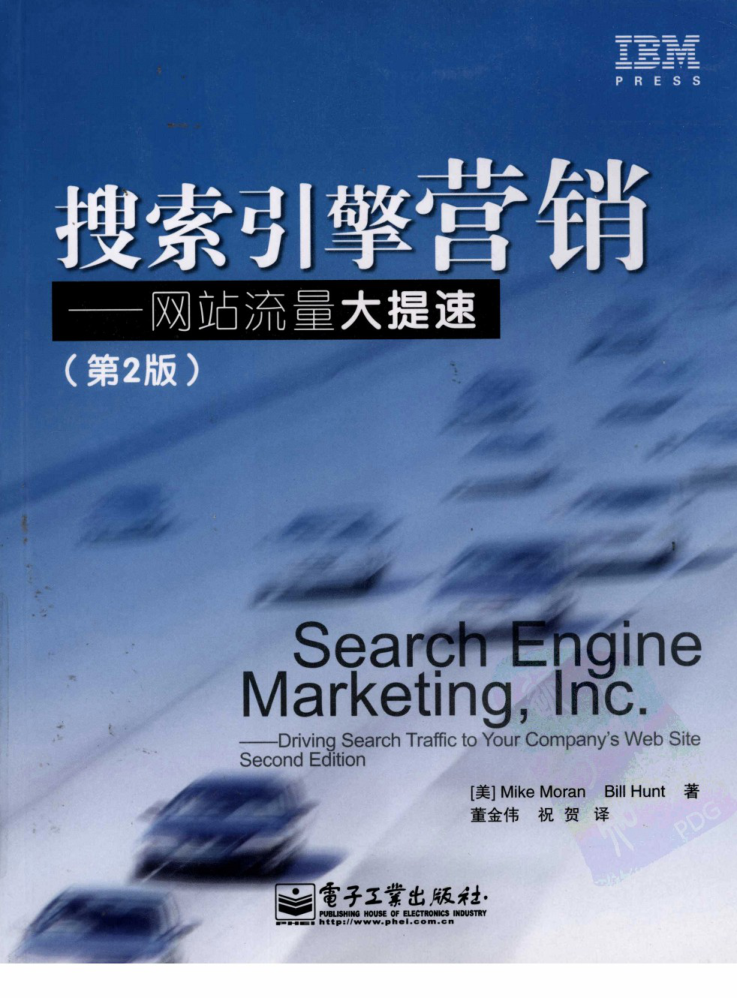 IBM
PRESS
搜索引擎营销
——网站流量大提速
（第2版）
Search Engine
Marketing, Inc.
——Driving Search Traffic to Your Company's Web Site
Second Edition
[美] Mike Moran Bill Hunt 著
董金伟 祝 贺 译
PDG
電子工業出版社·
PUBLISHING HOUSE OF ELECTRONICS INDUSTRY
PHEI http://www.phei.com.cn